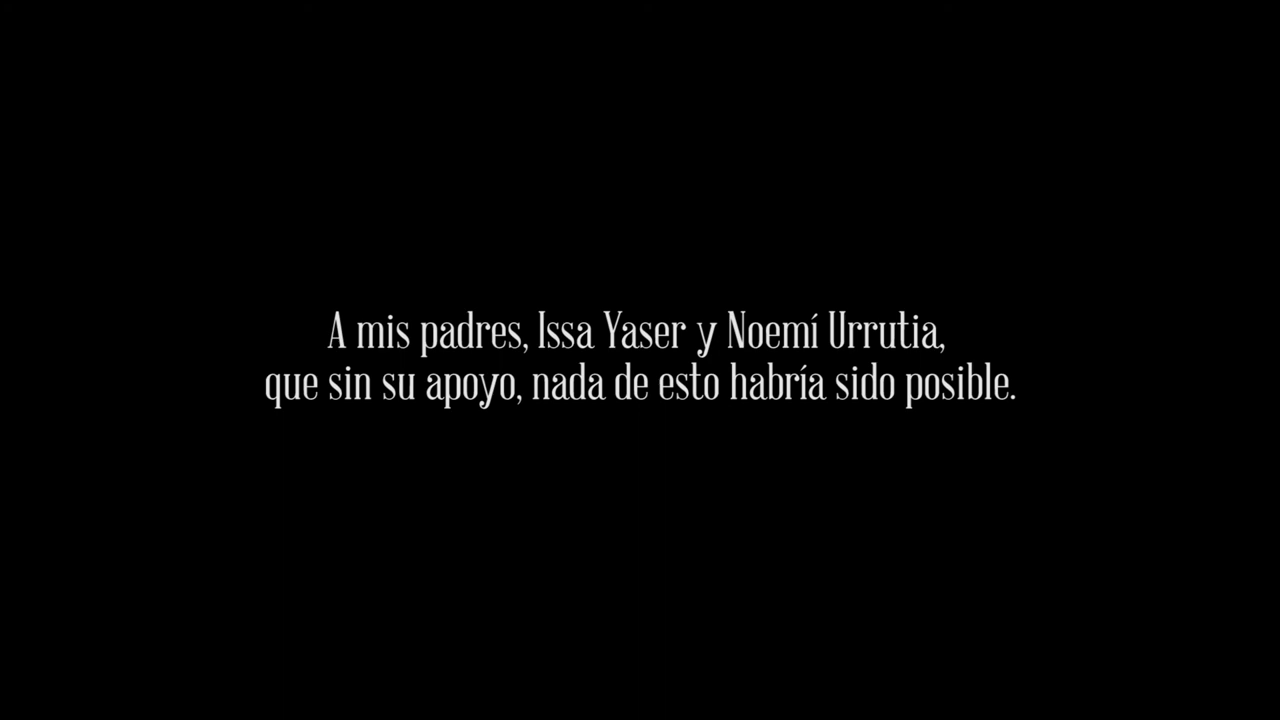 A mis padres, Issa Yaser y Noemí Urrutia,
que sin su apoyo, nada de esto habría sido posible.